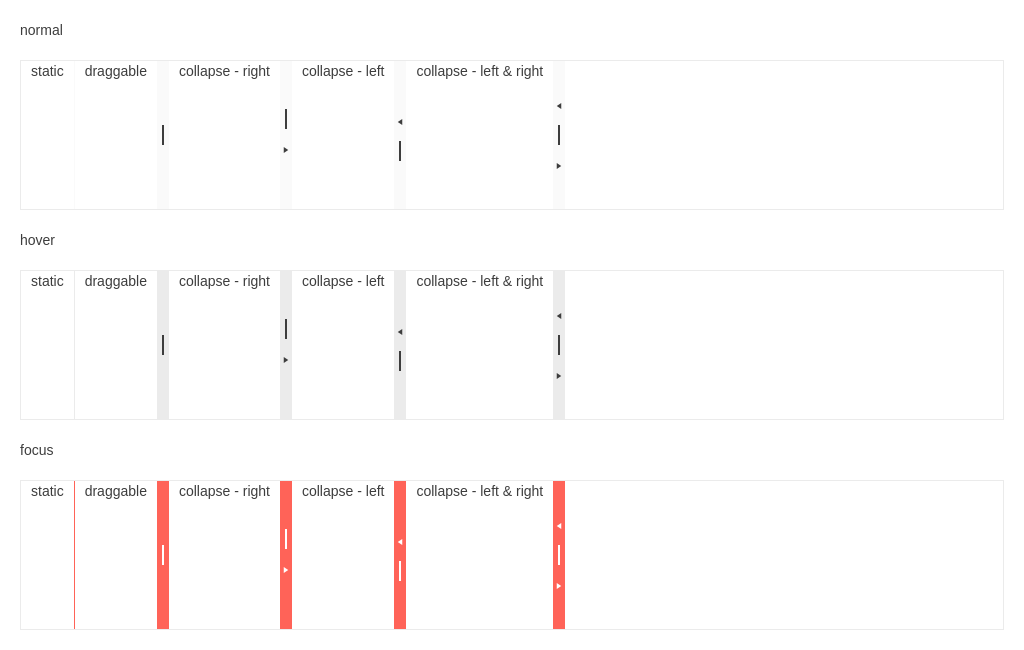 normal
static draggable collapse - right collapse - left collapse - left & right
hover
static draggable collapse - right collapse - left collapse - left & right
focus
static draggable collapse - right collapse - left collapse - left & right